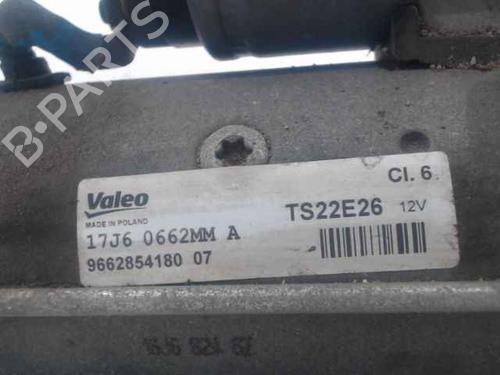 B-PARTS
Valeo
MADE IN POLAND
Cl. 6
TS22E26 12V
17J6 0662MM A
9662854180 07